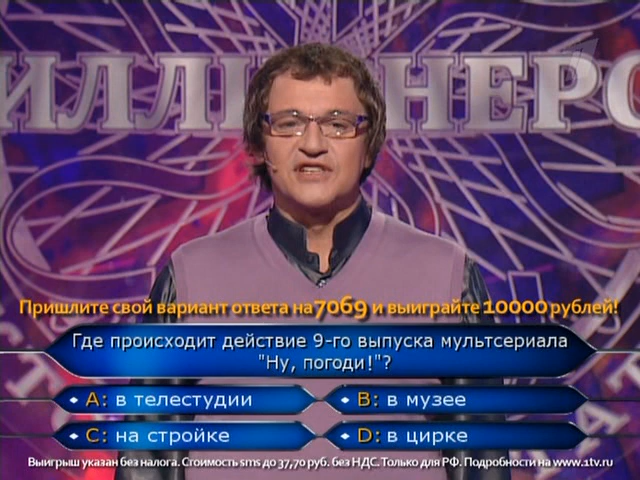 ИЛЛИ НЕРО
Пришлите свой вариант ответа на 7069 и выиграйте 10000 рублей!
Где происходит действие 9-го выпуска мультсериала
"Ну, погоди!"?
A: в телестудии
B: в музее
C: на стройке
D: в цирке
Выигрыш указан без налога. Стоимость sms до 37,70 руб. без НДС. Только для РФ. Подробности на www.1tv.ru